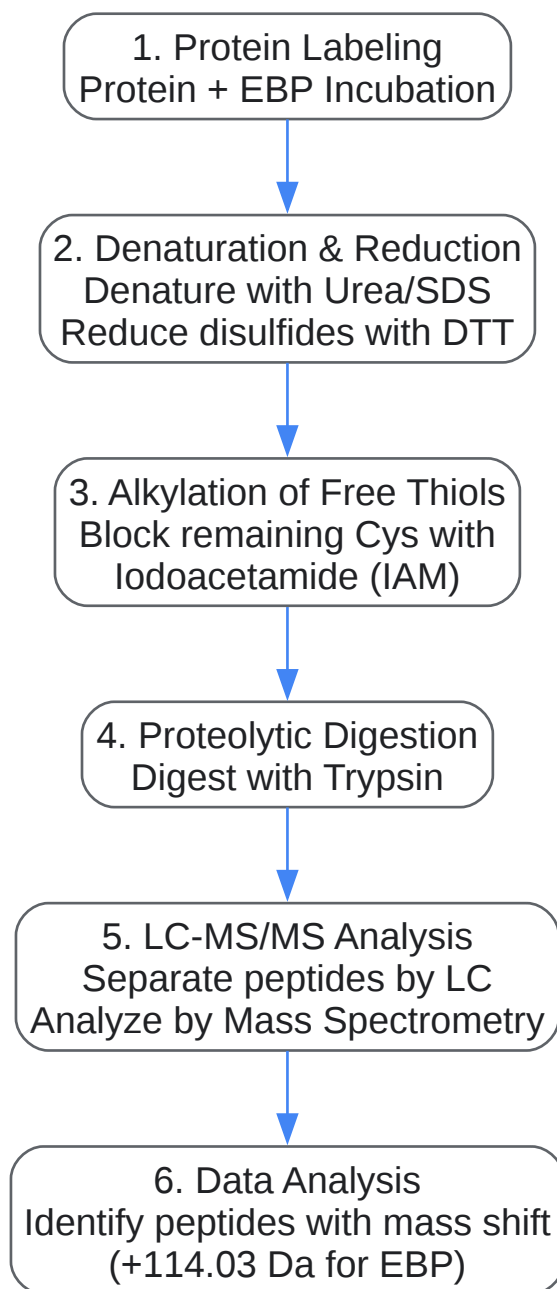 1. Protein Labeling
Protein + EBP Incubation
2. Denaturation & Reduction
Denature with Urea/SDS
Reduce disulfides with DTT
3. Alkylation of Free Thiols
Block remaining Cys with
Iodoacetamide (IAM)
4. Proteolytic Digestion
Digest with Trypsin
5. LC-MS/MS Analysis
Separate peptides by LC
Analyze by Mass Spectrometry
6. Data Analysis
Identify peptides with mass shift
(+114.03 Da for EBP)